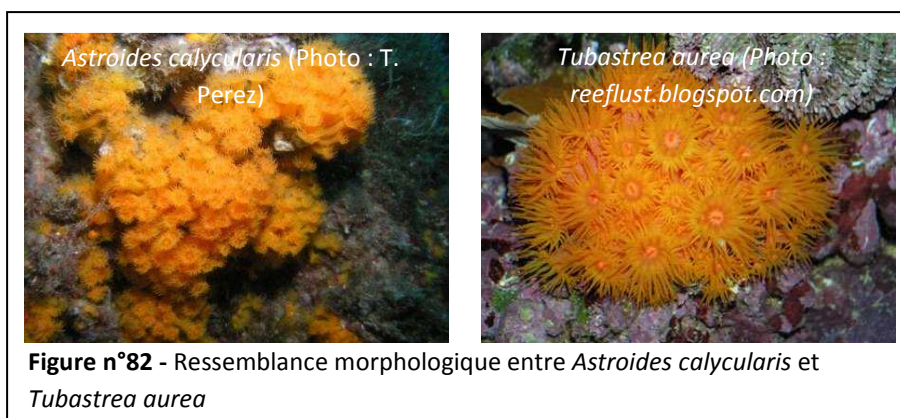 Astroides calycularis (Photo : T.
Perez)
Tubastrea aurea (Photo :
reeflust.blogspot.com)
Figure n°82 - Ressemblance morphologique entre Astroides calycularis et
Tubastrea aurea